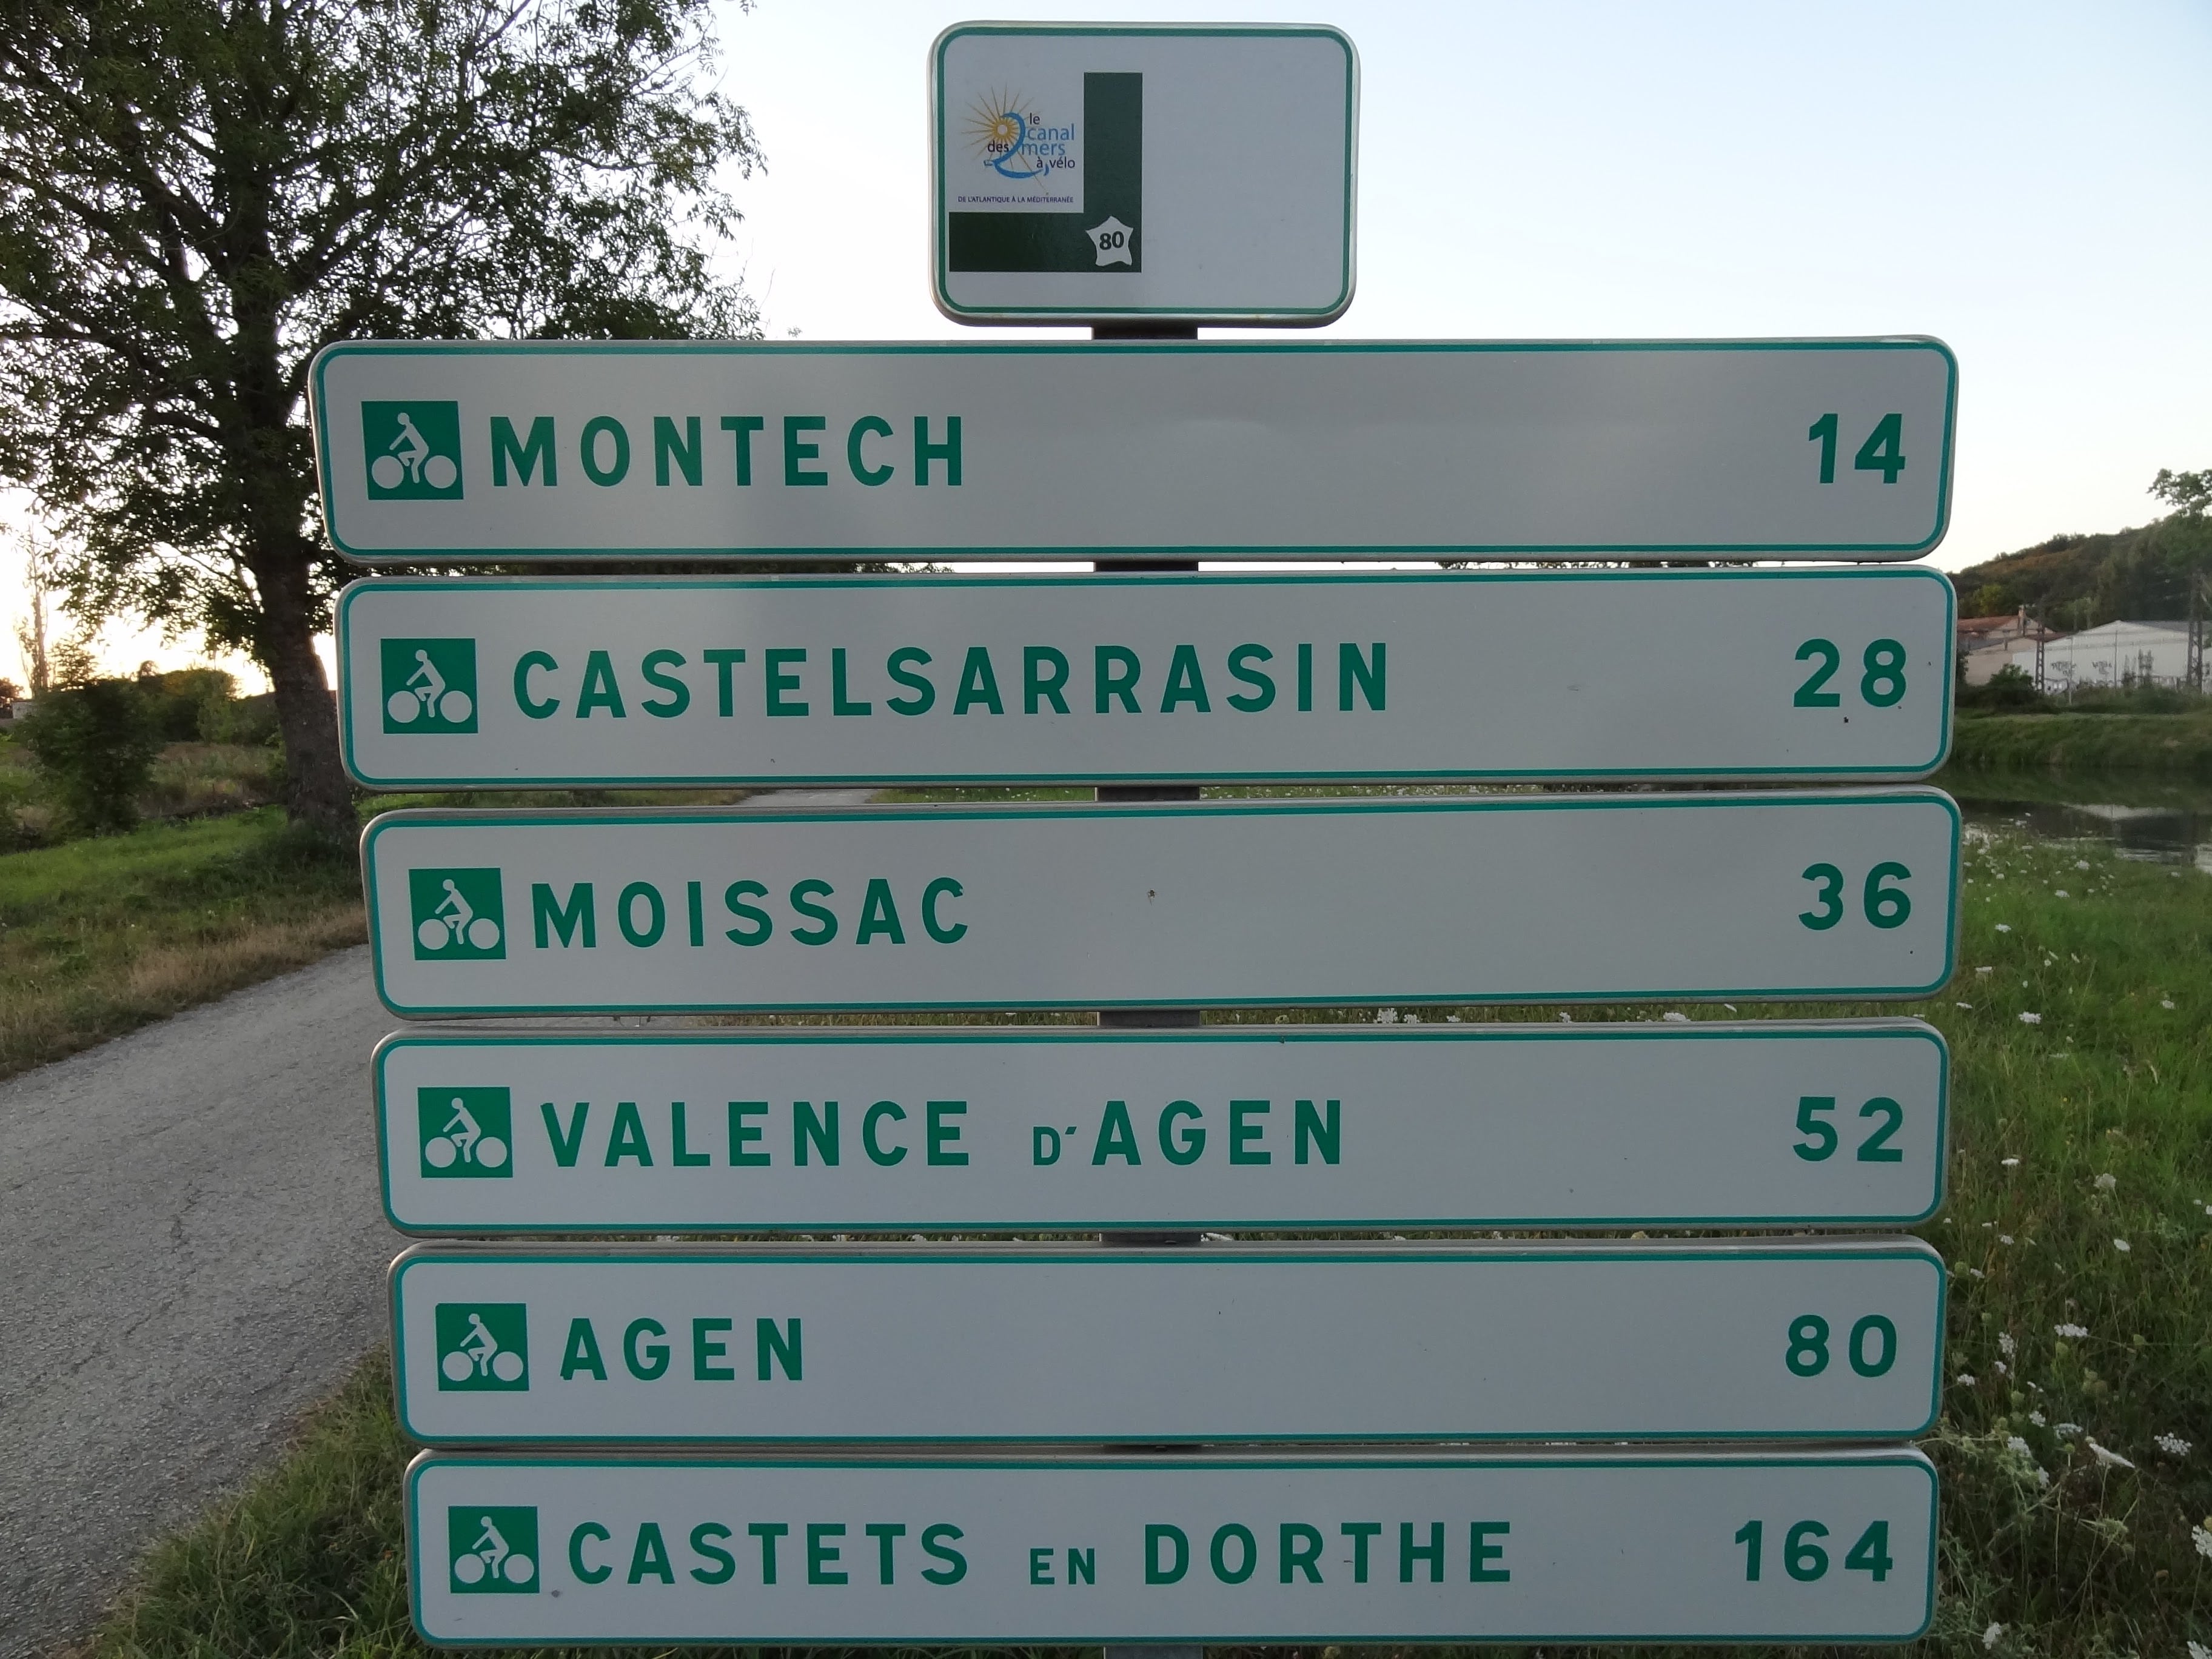 le
canal
des 2 mers
à vélo
DE L'ATLANTIQUE À LA MÉDITERRANÉE
80
MONTECH 14
CASTELSARRASIN 28
MOISSAC 36
VALENCE D'AGEN 52
AGEN 80
CASTETS EN DORTHE 164